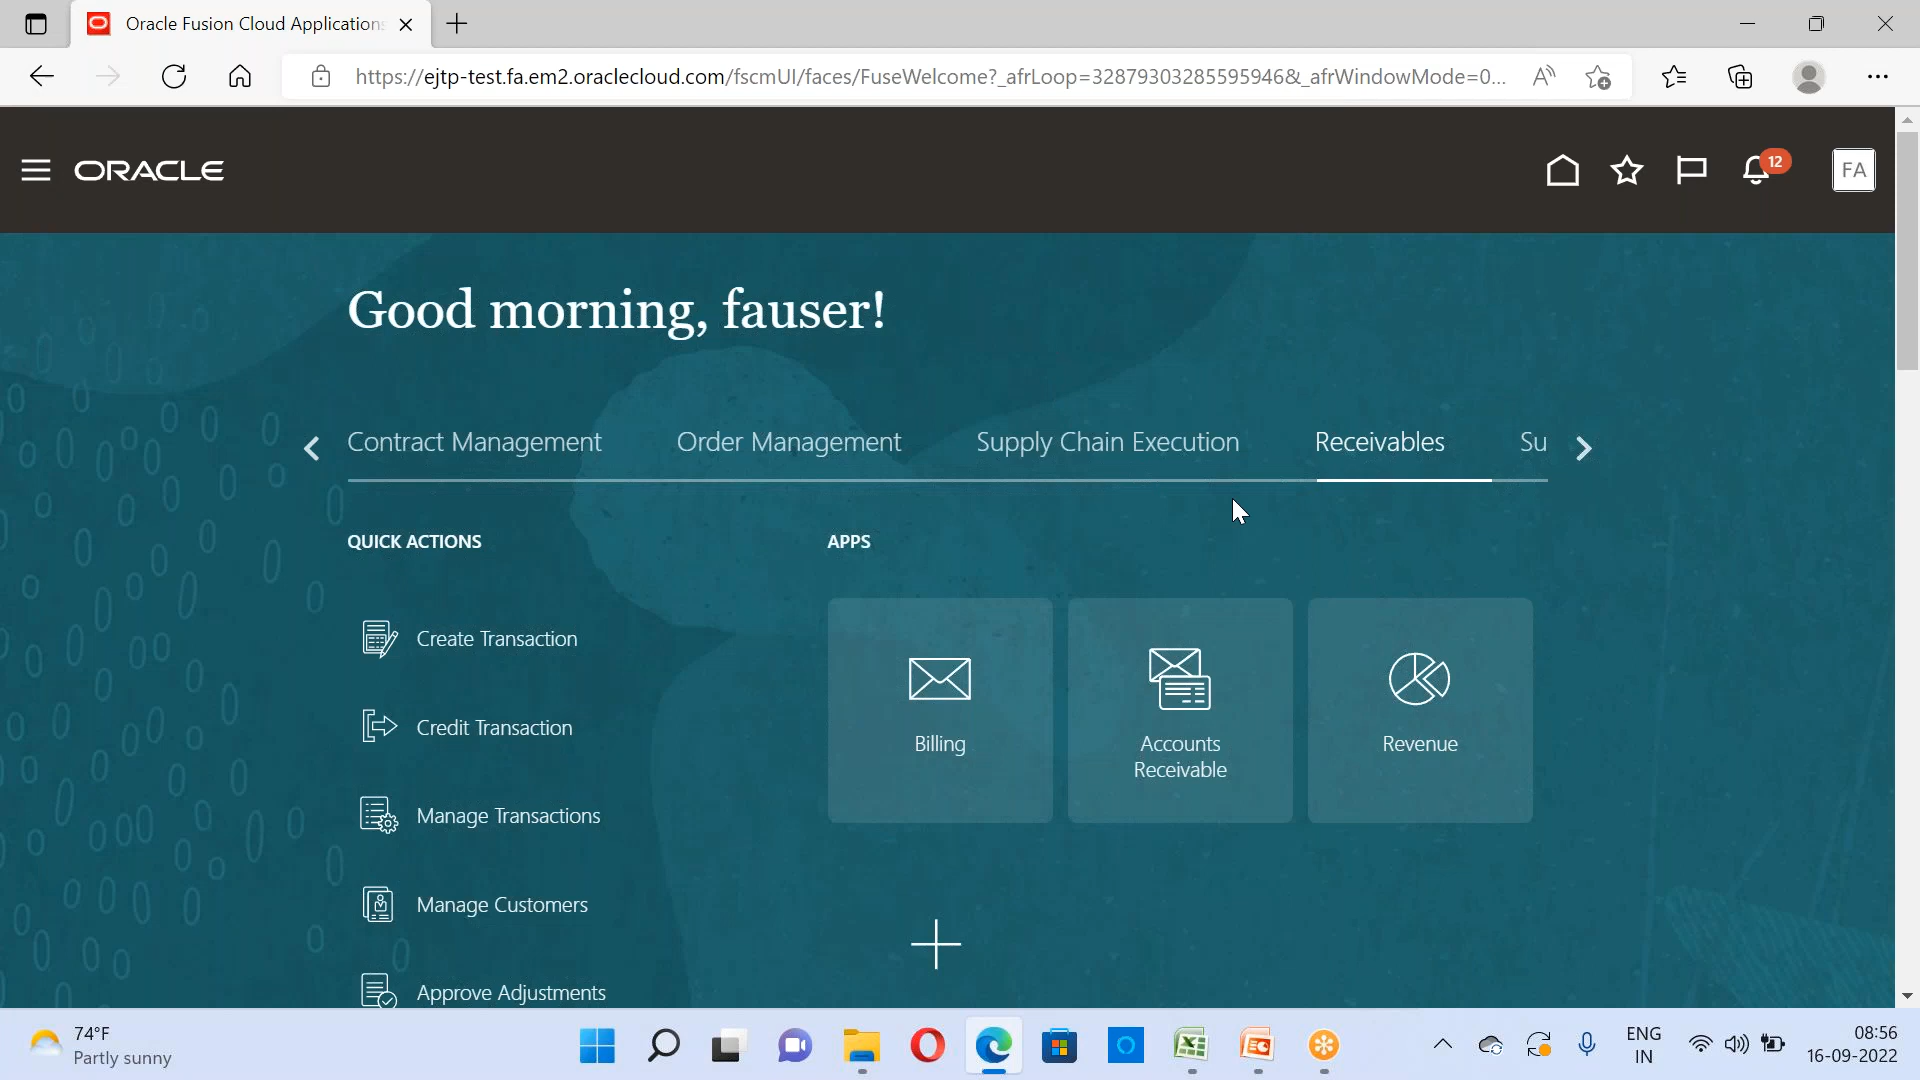 Oracle Fusion Cloud Applications
https://ejtp-test.fa.em2.oraclecloud.com/fscmUI/faces/FuseWelcome?_afrLoop=32879303285595946&_afrWindowMode=0...
ORACLE
12
FA
Good morning, fauser!
Contract Management
Order Management
Supply Chain Execution
Receivables
Su
QUICK ACTIONS
APPS
Create Transaction
Credit Transaction
Manage Transactions
Manage Customers
Approve Adjustments
Billing
Accounts
Receivable
Revenue
74°F
Partly sunny
ENG
IN
08:56
16-09-2022